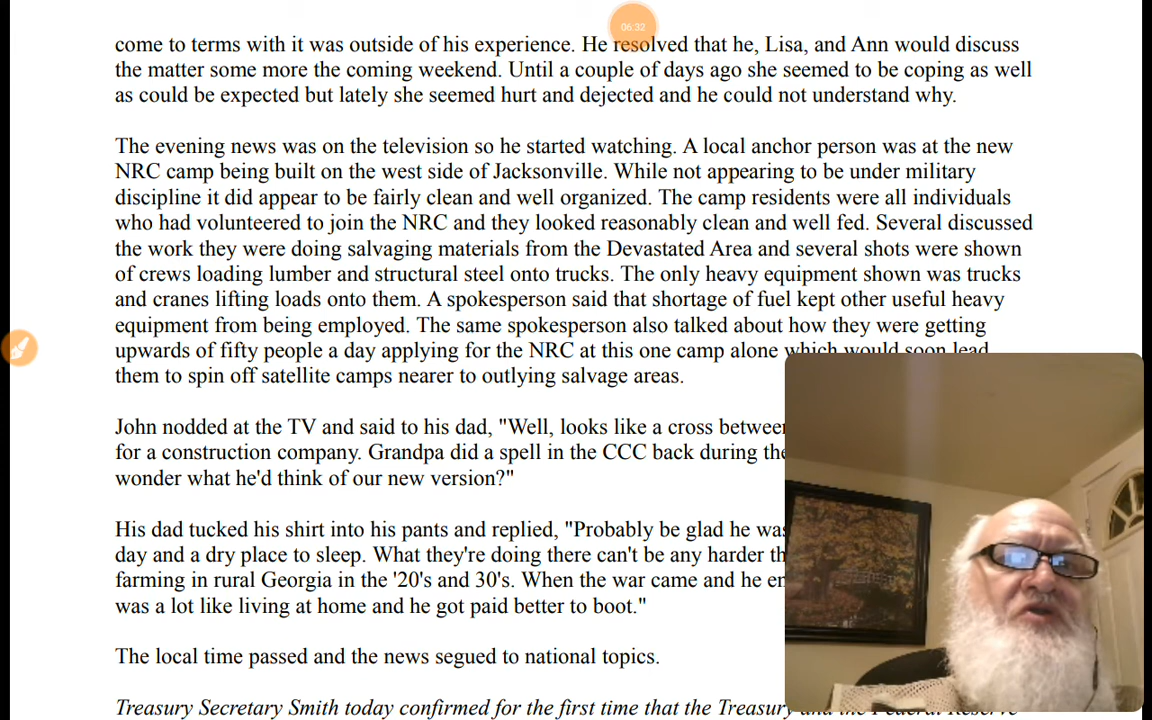 06:32
come to terms with it was outside of his experience. He resolved that he, Lisa, and Ann would discuss
the matter some more the coming weekend. Until a couple of days ago she seemed to be coping as well
as could be expected but lately she seemed hurt and dejected and he could not understand why.
The evening news was on the television so he started watching. A local anchor person was at the new
NRC camp being built on the west side of Jacksonville. While not appearing to be under military
discipline it did appear to be fairly clean and well organized. The camp residents were all individuals
who had volunteered to join the NRC and they looked reasonably clean and well fed. Several discussed
the work they were doing salvaging materials from the Devastated Area and several shots were shown
of crews loading lumber and structural steel onto trucks. The only heavy equipment shown was trucks
and cranes lifting loads onto them. A spokesperson said that shortage of fuel kept other useful heavy
equipment from being employed. The same spokesperson also talked about how they were getting
upwards of fifty people a day applying for the NRC at this one camp alone which would soon lead
them to spin off satellite camps nearer to outlying salvage areas.
John nodded at the TV and said to his dad, "Well, looks like a cross between
for a construction company. Grandpa did a spell in the CCC back during the
wonder what he'd think of our new version?"
His dad tucked his shirt into his pants and replied, "Probably be glad he was
day and a dry place to sleep. What they're doing there can't be any harder
farming in rural Georgia in the '20's and 30's. When the war came and he
was a lot like living at home and he got paid better to boot."
The local time passed and the news segued to national topics.
Treasury Secretary Smith today confirmed for the first time that the Treasury and the Federal Reserve